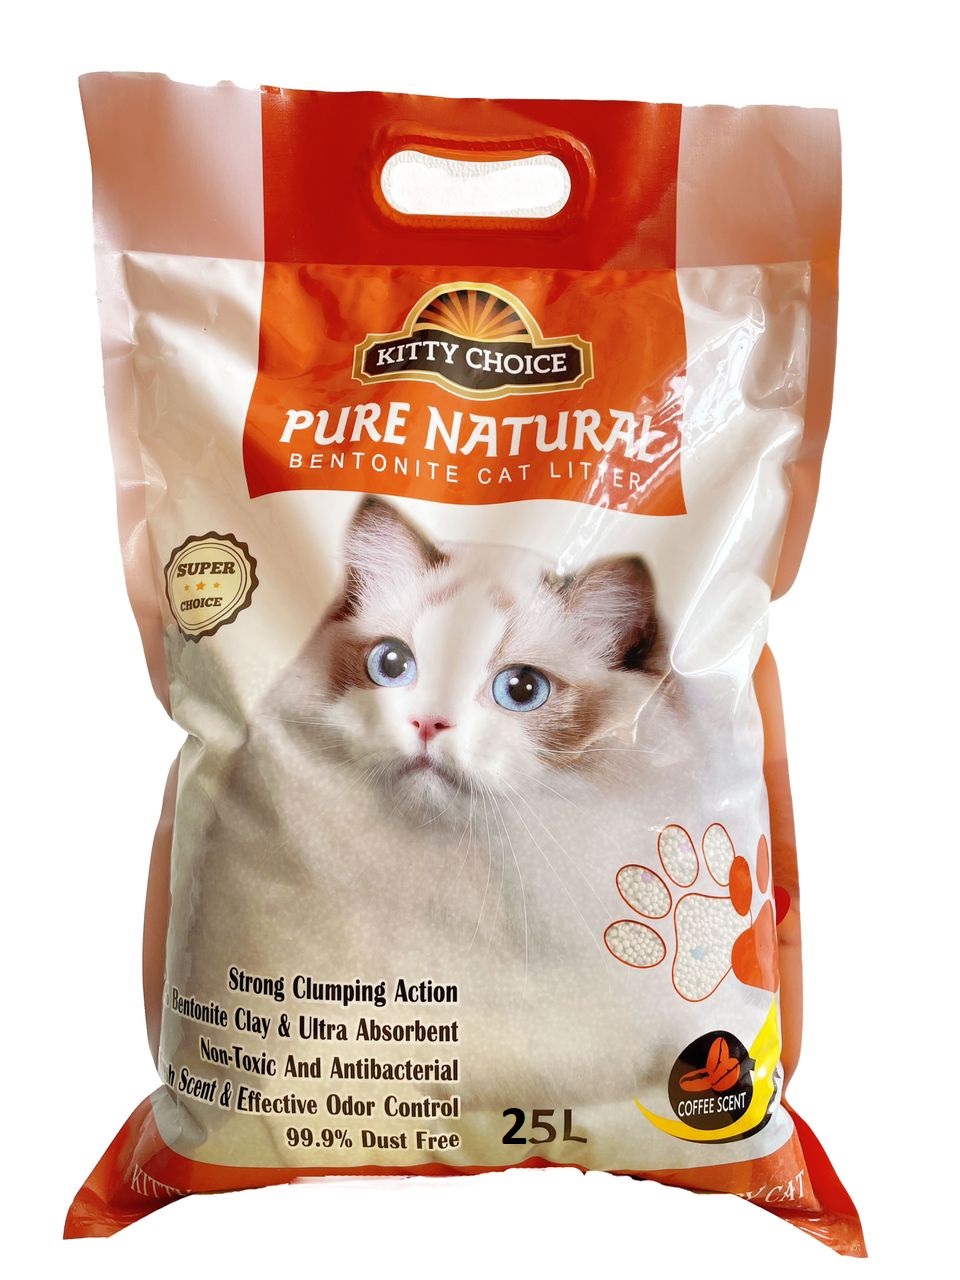 KITTY CHOICE
PURE NATURAL
BENTONITE CAT LITTER
SUPER
CHOICE
Strong Clumping Action
Bentonite Clay & Ultra Absorbent
Non-Toxic And Antibacterial
Scent & Effective Odor Control
99.9% Dust Free
25L
COFFEE SCENT
CAT